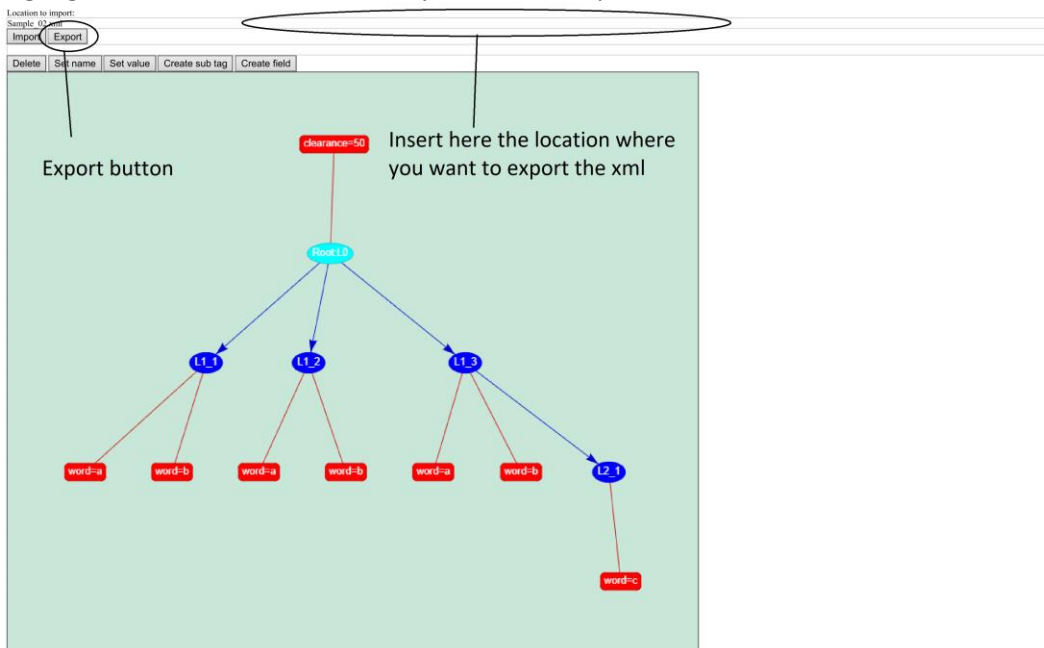 Location to import:
Sample_02.xml
Import Export
Delete Set name Set value Create sub tag Create field
clearance=50
Insert here the location where
you want to export the xml
Export button
Root:L0
L1_1 L1_2 L1_3
word=a word=b word=a word=b word=a word=b L2_1
word=c